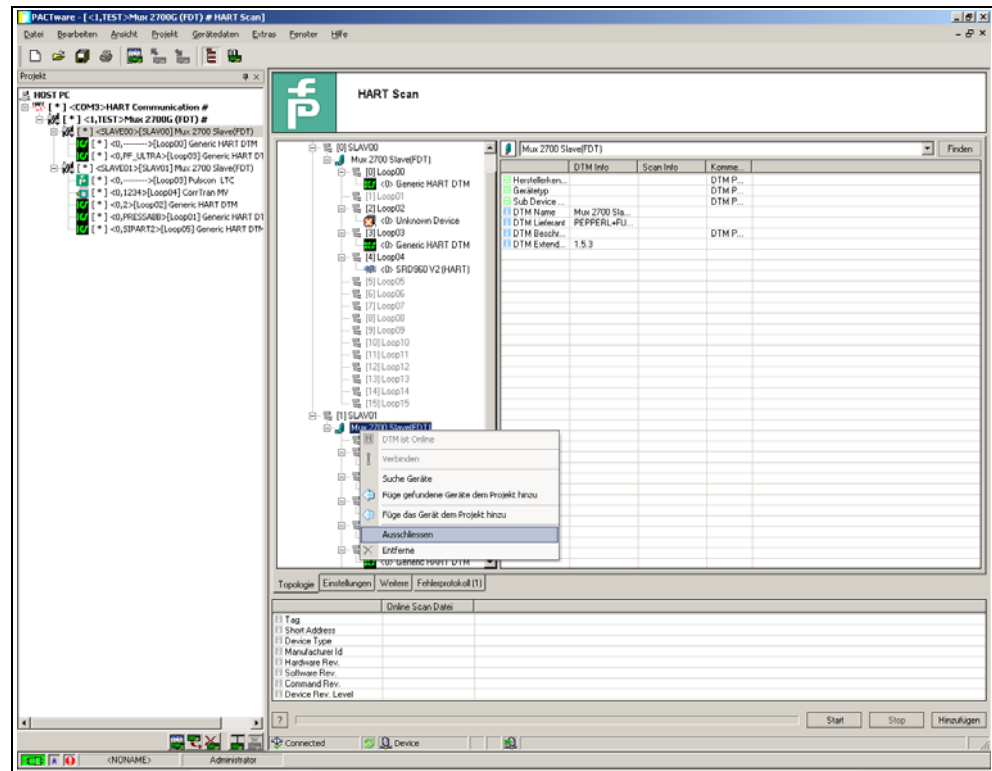 PACTware - [ <1,TEST>Mux 2700G (FDT) # HART Scan]
Datei Bearbeiten Ansicht Projekt Gerätedaten Extras Fenster Hilfe
Projekt
HOST PC
[ * ] <COM3>HART Communication #
[ * ] <1,TEST>Mux 2700G (FDT) #
[ * ] <SLAVE00>[SLAV00] Mux 2700 Slave(FDT)
[ * ] <0,-------->[Loop00] Generic HART DTM
[ * ] <0,PF_ULTRA>[Loop03] Generic HART DT
[ * ] <SLAVE01>[SLAV01] Mux 2700 Slave(FDT)
[ * ] <0,-------->[Loop03] Pulscon LTC
[ * ] <0,1234>[Loop04] CorrTran MV
[ * ] <0,2>[Loop02] Generic HART DTM
[ * ] <0,PRESSABB>[Loop01] Generic HART DT
[ * ] <0,SIPART2>[Loop05] Generic HART DTM
HART Scan
[0] SLAV00
Mux 2700 Slave(FDT)
[0] Loop00
<0> Generic HART DTM
[1] Loop01
[2] Loop02
<0> Unknown Device
[3] Loop03
<0> Generic HART DTM
[4] Loop04
<0> SRD960 V2 (HART)
[5] Loop05
[6] Loop06
[7] Loop07
[8] Loop08
[9] Loop09
[10] Loop10
[11] Loop11
[12] Loop12
[13] Loop13
[14] Loop14
[15] Loop15
[1] SLAV01
Mux 2700 Slave(FDT)
DTM ist Online
Verbinden
Suche Geräte
Füge gefundene Geräte dem Projekt hinzu
Füge das Gerät dem Projekt hinzu
Ausschliessen
Entferne
<0> Generic HART DTM
Mux 2700 Slave(FDT) Finden
DTM Info Scan Info Komme...
Herstellerken... DTM P...
Gerätetyp DTM P...
Sub Device ... DTM P...
DTM Name Mux 2700 Sla...
DTM Lieferant PEPPERL+FU...
DTM Beschr... DTM P...
DTM Extend... 1.5.3
Topologie Einstellungen Weitere Fehlerprotokoll (1)
Online Scan Datei
Tag
Short Address
Device Type
Manufacturer Id
Hardware Rev.
Software Rev.
Command Rev.
Device Rev. Level
? Start Stop Hinzufügen
Connected Device
<NONAME> Administrator